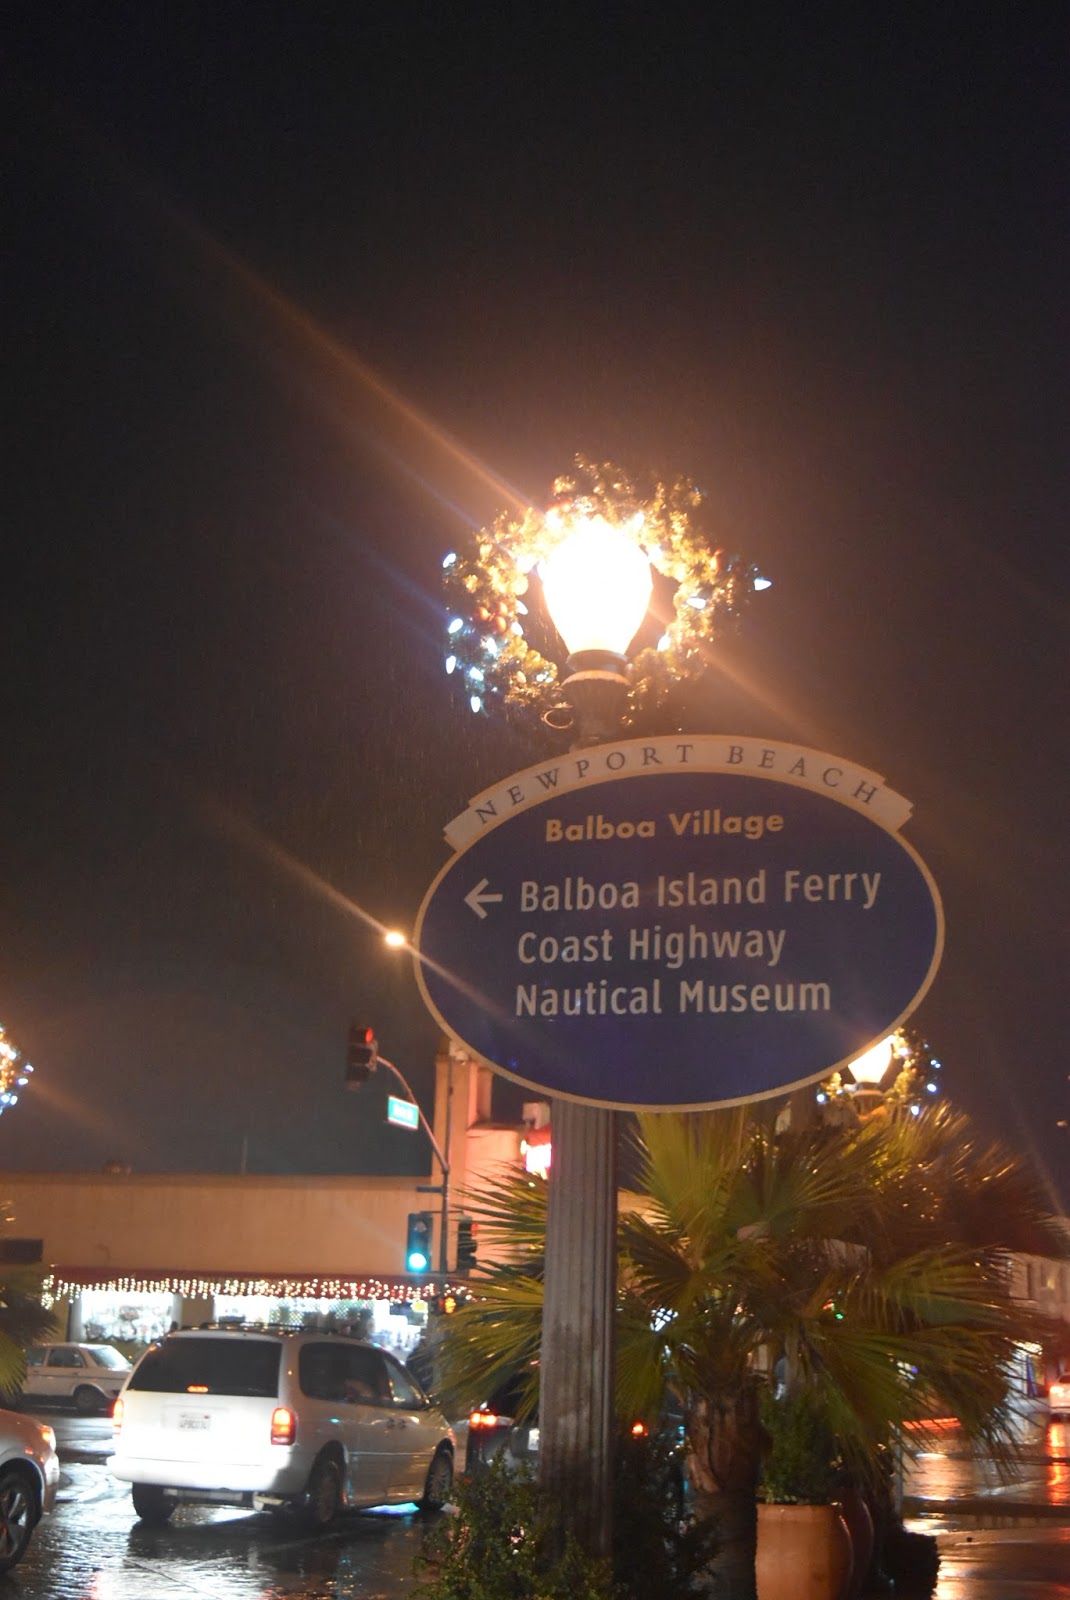 NEWPORT BEACH
Balboa Village
← Balboa Island Ferry
Coast Highway
Nautical Museum